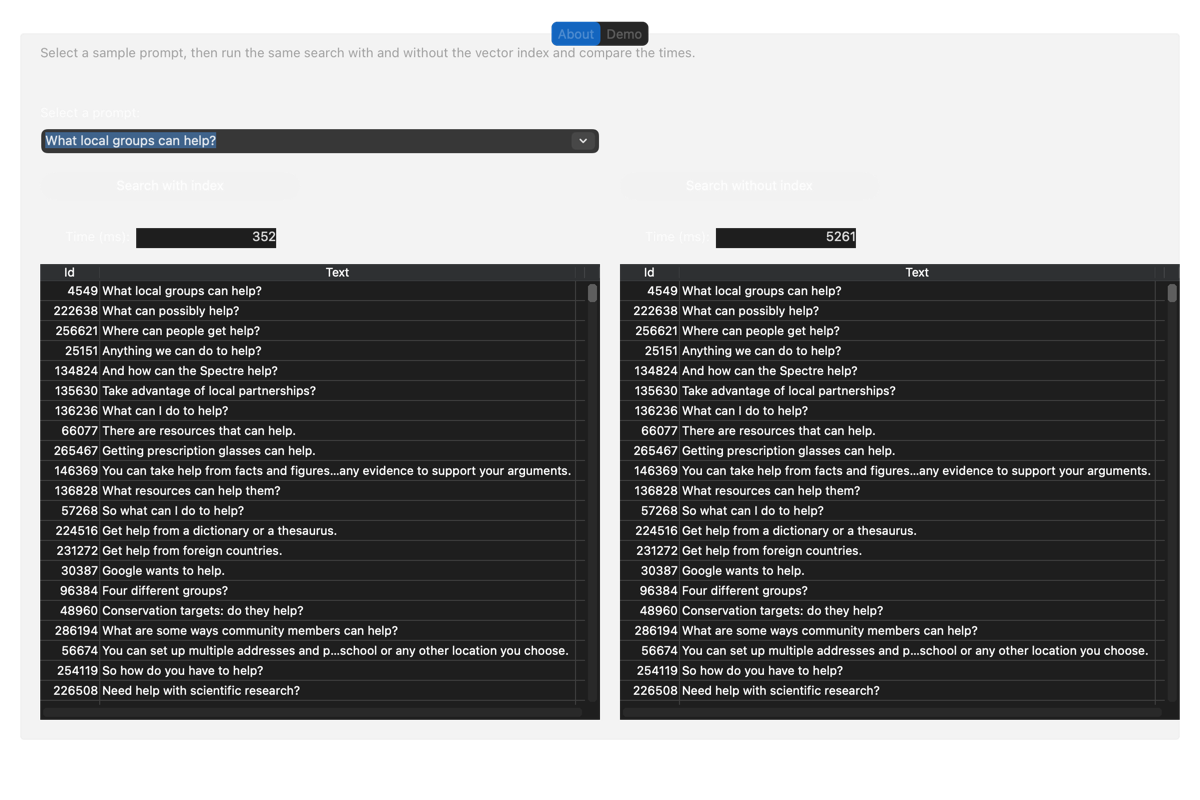 About Demo
Select a sample prompt, then run the same search with and without the vector index and compare the times.
Select a prompt
What local groups can help?
Search with index
Search without index
Time (ms): 352
Time (ms): 5261
Id Text
4549 What local groups can help?
222638 What can possibly help?
256621 Where can people get help?
25151 Anything we can do to help?
134824 And how can the Spectre help?
135630 Take advantage of local partnerships?
136236 What can I do to help?
66077 There are resources that can help.
265467 Getting prescription glasses can help.
146369 You can take help from facts and figures...any evidence to support your arguments.
136828 What resources can help them?
57268 So what can I do to help?
224516 Get help from a dictionary or a thesaurus.
231272 Get help from foreign countries.
30387 Google wants to help.
96384 Four different groups?
48960 Conservation targets: do they help?
286194 What are some ways community members can help?
56674 You can set up multiple addresses and p...school or any other location you choose.
254119 So how do you have to help?
226508 Need help with scientific research?
Id Text
4549 What local groups can help?
222638 What can possibly help?
256621 Where can people get help?
25151 Anything we can do to help?
134824 And how can the Spectre help?
135630 Take advantage of local partnerships?
136236 What can I do to help?
66077 There are resources that can help.
265467 Getting prescription glasses can help.
146369 You can take help from facts and figures...any evidence to support your arguments.
136828 What resources can help them?
57268 So what can I do to help?
224516 Get help from a dictionary or a thesaurus.
231272 Get help from foreign countries.
30387 Google wants to help.
96384 Four different groups?
48960 Conservation targets: do they help?
286194 What are some ways community members can help?
56674 You can set up multiple addresses and p...school or any other location you choose.
254119 So how do you have to help?
226508 Need help with scientific research?